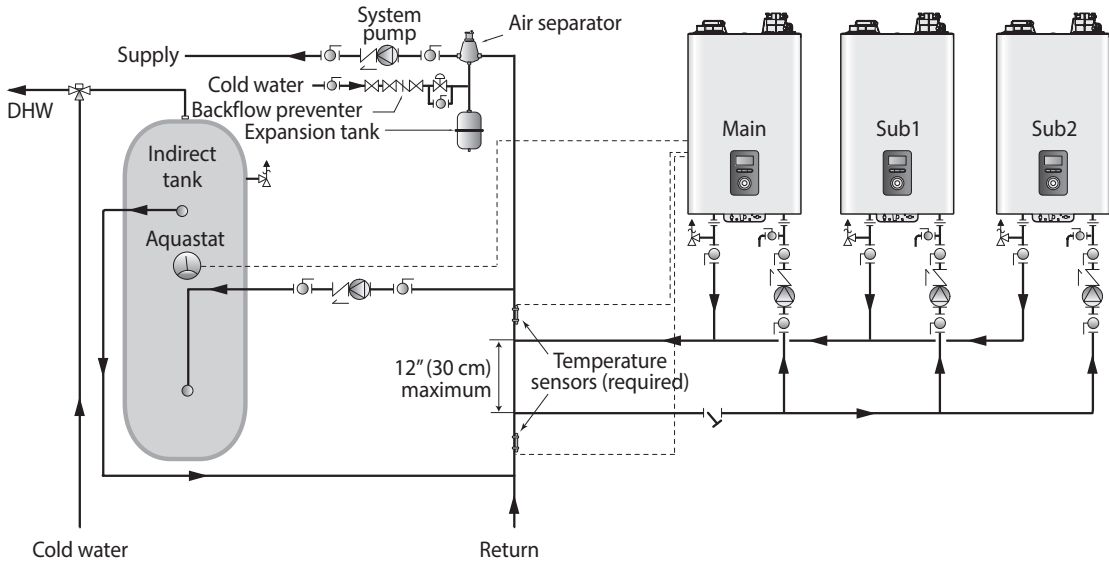 System
pump
Air separator
Supply
Cold water
DHW
Backflow preventer
Expansion tank
Main
Sub1
Sub2
Indirect
tank
Aquastat
12” (30 cm)
maximum
Temperature
sensors (required)
Cold water
Return